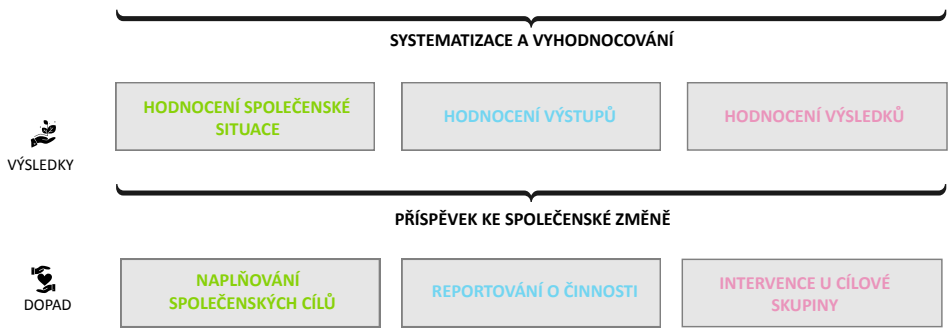 SYSTEMATIZACE A VYHODNOCOVÁNÍ
HODNOCENÍ SPOLEČENSKÉ
SITUACE
HODNOCENÍ VÝSTUPŮ
HODNOCENÍ VÝSLEDKŮ
VÝSLEDKY
PŘÍSPĚVEK KE SPOLEČENSKÉ ZMĚNĚ
NAPLŇOVÁNÍ
SPOLEČENSKÝCH CÍLŮ
REPORTOVÁNÍ O ČINNOSTI
INTERVENCE U CÍLOVÉ
SKUPINY
DOPAD